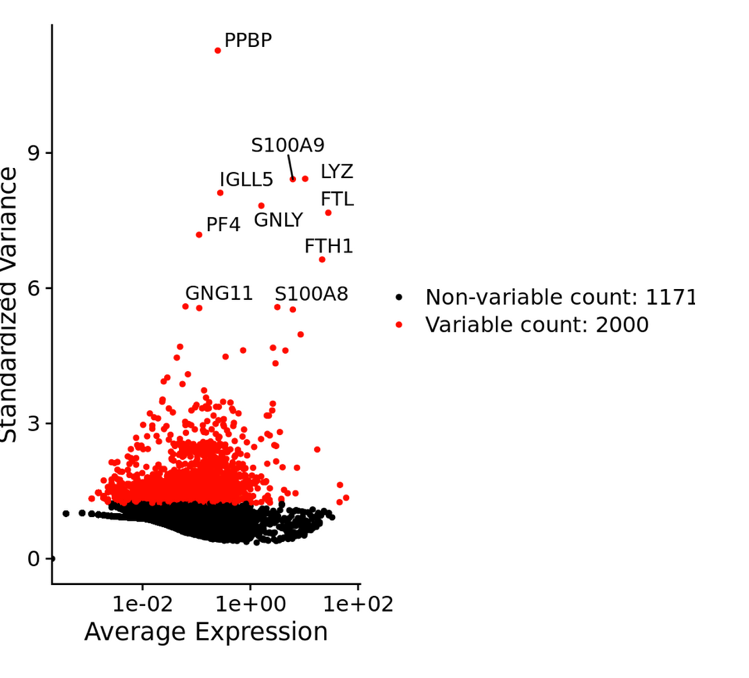 PPBP
S100A9
LYZ
IGLL5
FTL
GNLY
PF4
FTH1
GNG11
S100A8
9
6
3
0
Standardized Variance
1e-02 1e+00 1e+02
Average Expression
Non-variable count: 1171
Variable count: 2000